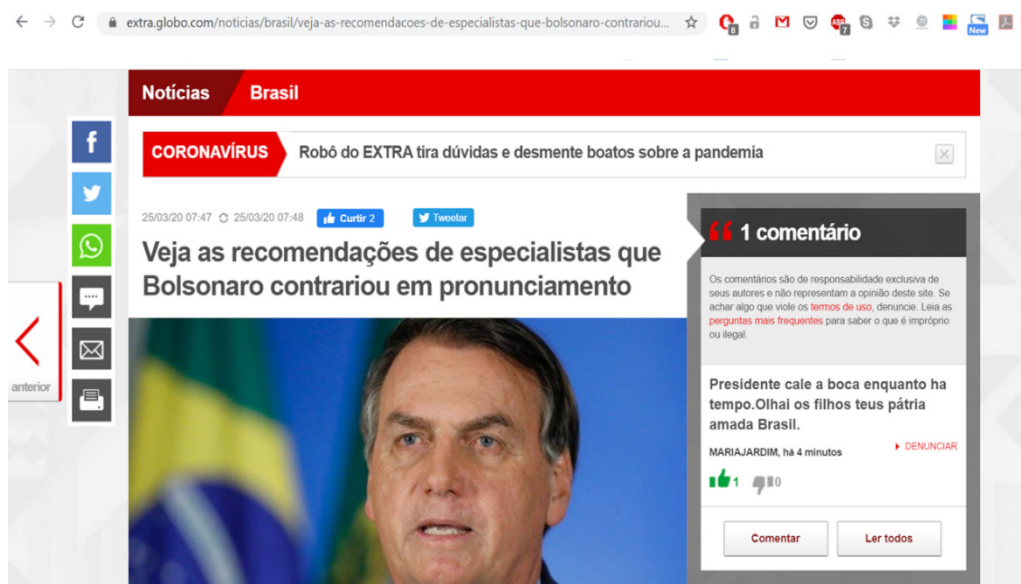 extra.globo.com/noticias/brasil/veja-as-recomendacoes-de-especialistas-que-bolsonaro-contrariou...
8
ABP
7
S
New
Notícias
Brasil
CORONAVÍRUS
Robô do EXTRA tira dúvidas e desmente boatos sobre a pandemia
25/03/20 07:47
25/03/20 07:48
Curtir 2
Tweetar
Veja as recomendações de especialistas que
Bolsonaro contrariou em pronunciamento
anterior
1 comentário
Os comentários são de responsabilidade exclusiva de
seus autores e não representam a opinião deste site. Se
achar algo que viole os termos de uso, denuncie. Leia as
perguntas mais frequentes para saber o que é impróprio
ou ilegal.
Presidente cale a boca enquanto ha
tempo.Olhai os filhos teus pátria
amada Brasil.
MARIAJARDIM, há 4 minutos
DENUNCIAR
1
0
Comentar
Ler todos